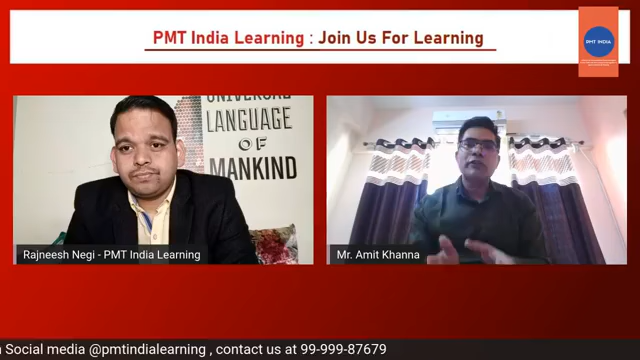 PMT India Learning : Join Us For Learning
PMT INDIA
UNIVERSAL
LANGUAGE
OF
MANKIND
Rajneesh Negi - PMT India Learning
Mr. Amit Khanna
Social media @pmtindialearning , contact us at 99-999-87679